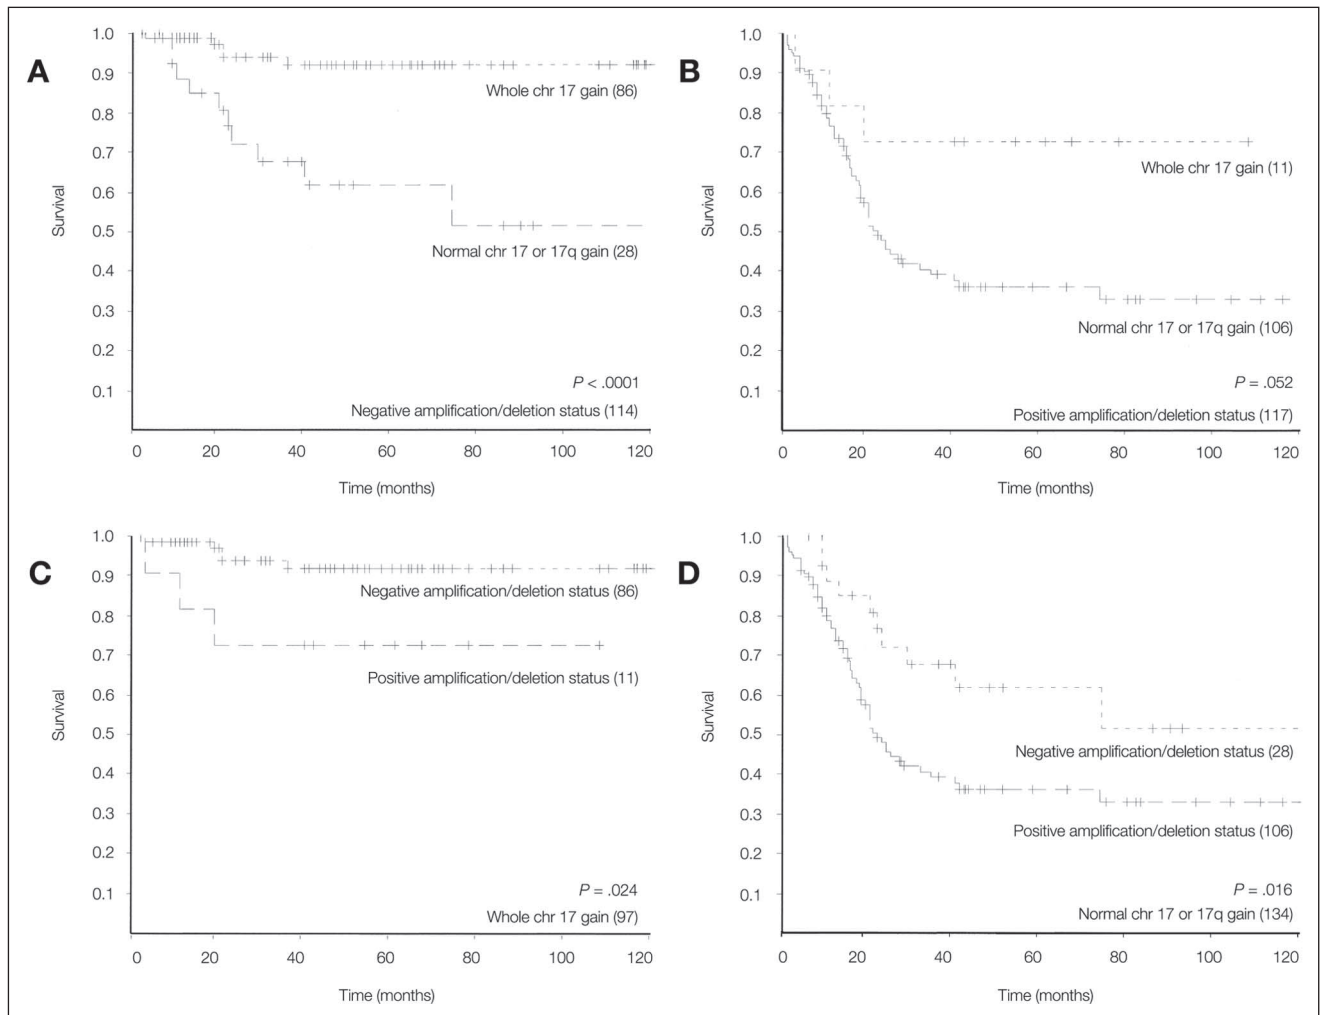 A
1.0
0.9
0.8
0.7
0.6
0.5
0.4
0.3
0.2
0.1
Survival
Whole chr 17 gain (86)
Normal chr 17 or 17q gain (28)
P < .0001
Negative amplification/deletion status (114)
0 20 40 60 80 100 120
Time (months)
B
1.0
0.9
0.8
0.7
0.6
0.5
0.4
0.3
0.2
0.1
Survival
Whole chr 17 gain (11)
Normal chr 17 or 17q gain (106)
P = .052
Positive amplification/deletion status (117)
0 20 40 60 80 100 120
Time (months)
C
1.0
0.9
0.8
0.7
0.6
0.5
0.4
0.3
0.2
0.1
Survival
Negative amplification/deletion status (86)
Positive amplification/deletion status (11)
P = .024
Whole chr 17 gain (97)
0 20 40 60 80 100 120
Time (months)
D
1.0
0.9
0.8
0.7
0.6
0.5
0.4
0.3
0.2
0.1
Survival
Negative amplification/deletion status (28)
Positive amplification/deletion status (106)
P = .016
Normal chr 17 or 17q gain (134)
0 20 40 60 80 100 120
Time (months)